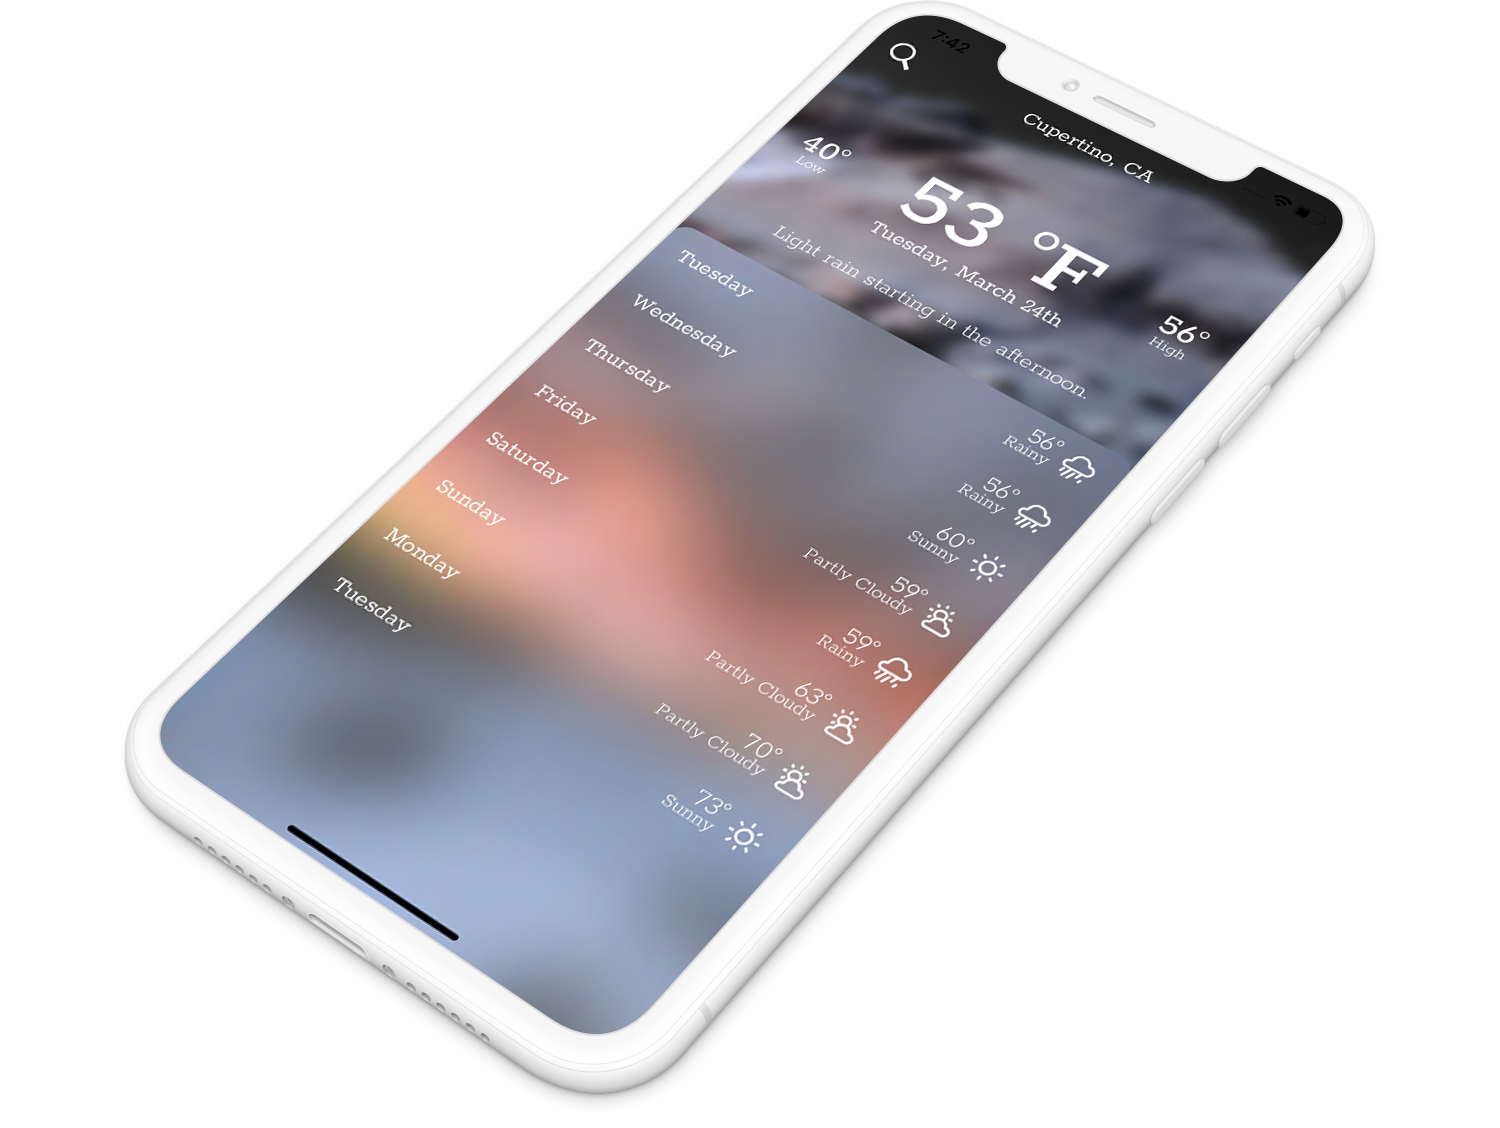 7:42
Cupertino, CA
40°
Low
53 °F
56°
High
Tuesday, March 24th
Light rain starting in the afternoon.
Tuesday
56°
Rainy
Wednesday
56°
Rainy
Thursday
60°
Sunny
Friday
59°
Partly Cloudy
Saturday
59°
Rainy
Sunday
63°
Partly Cloudy
Monday
70°
Partly Cloudy
Tuesday
73°
Sunny